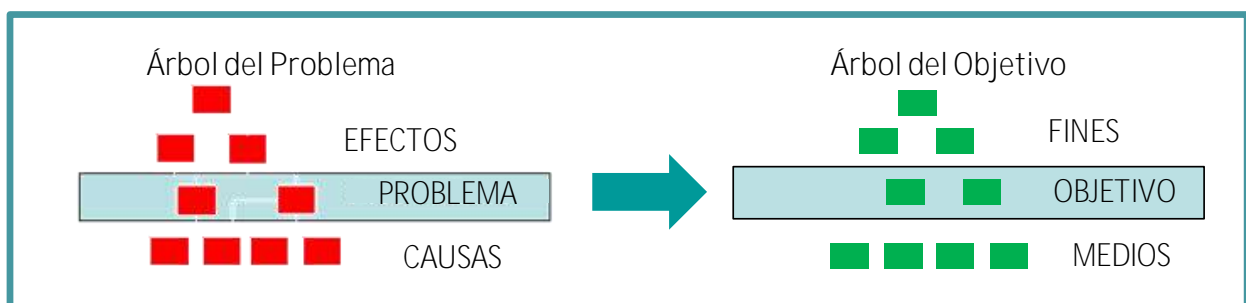 Árbol del Problema
EFECTOS
PROBLEMA
CAUSAS
Árbol del Objetivo
FINES
OBJETIVO
MEDIOS